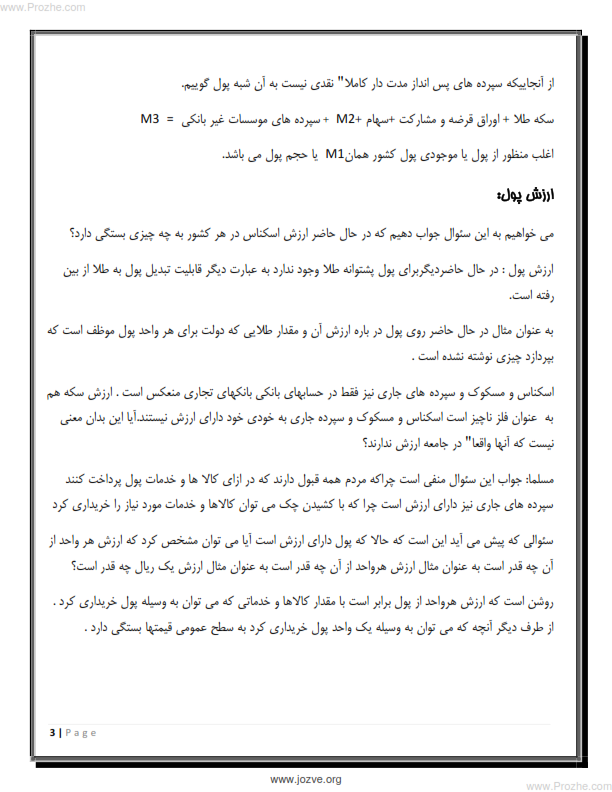 www.Prozhe.com
از آنجاییکه سپرده های پس انداز مدت دار کاملا" نقدی نیست به آن شبه پول گوییم.
سکه طلا + اوراق قرضه و مشارکت +سهام +M2 + سپرده های موسسات غیر بانکی = M3
اغلب منظور از پول یا موجودی پول کشور همانM1 یا حجم پول می باشد.
ارزش پول:
می خواهیم به این سئوال جواب دهیم که در حال حاضر ارزش اسکناس در هر کشور به چه چیزی بستگی دارد؟
ارزش پول : در حال حاضردیگربرای پول پشتوانه طلا وجود ندارد به عبارت دیگر قابلیت تبدیل پول به طلا از بین
رفته است.
به عنوان مثال در حال حاضر روی پول در باره ارزش آن و مقدار طلایی که دولت برای هر واحد پول موظف است که
بپردازد چیزی نوشته نشده است .
اسکناس و مسکوک و سپرده های جاری نیز فقط در حسابهای بانکی بانکهای تجاری منعکس است . ارزش سکه هم
به عنوان فلز ناچیز است اسکناس و مسکوک و سپرده جاری به خودی خود دارای ارزش نیستند.آیا این بدان معنی
نیست که آنها واقعا" در جامعه ارزش ندارند؟
مسلما: جواب این سئوال منفی است چراکه مردم همه قبول دارند که در ازای کالا ها و خدمات پول پرداخت کنند
سپرده های جاری نیز دارای ارزش است چرا که با کشیدن چک می توان کالاها و خدمات مورد نیاز را خریداری کرد
سئوالی که پیش می آید این است که حالا که پول دارای ارزش است آیا می توان مشخص کرد که ارزش هر واحد از
آن چه قدر است به عنوان مثال ارزش هرواحد از آن چه قدر است به عنوان مثال ارزش یک ریال چه قدر است؟
روشن است که ارزش هرواحد از پول برابر است با مقدار کالاها و خدماتی که می توان به وسیله پول خریداری کرد .
از طرف دیگر آنچه که می توان به وسیله یک واحد پول خریداری کرد به سطح عمومی قیمتها بستگی دارد .
3 | Page
www.jozve.org
www.Prozhe.com